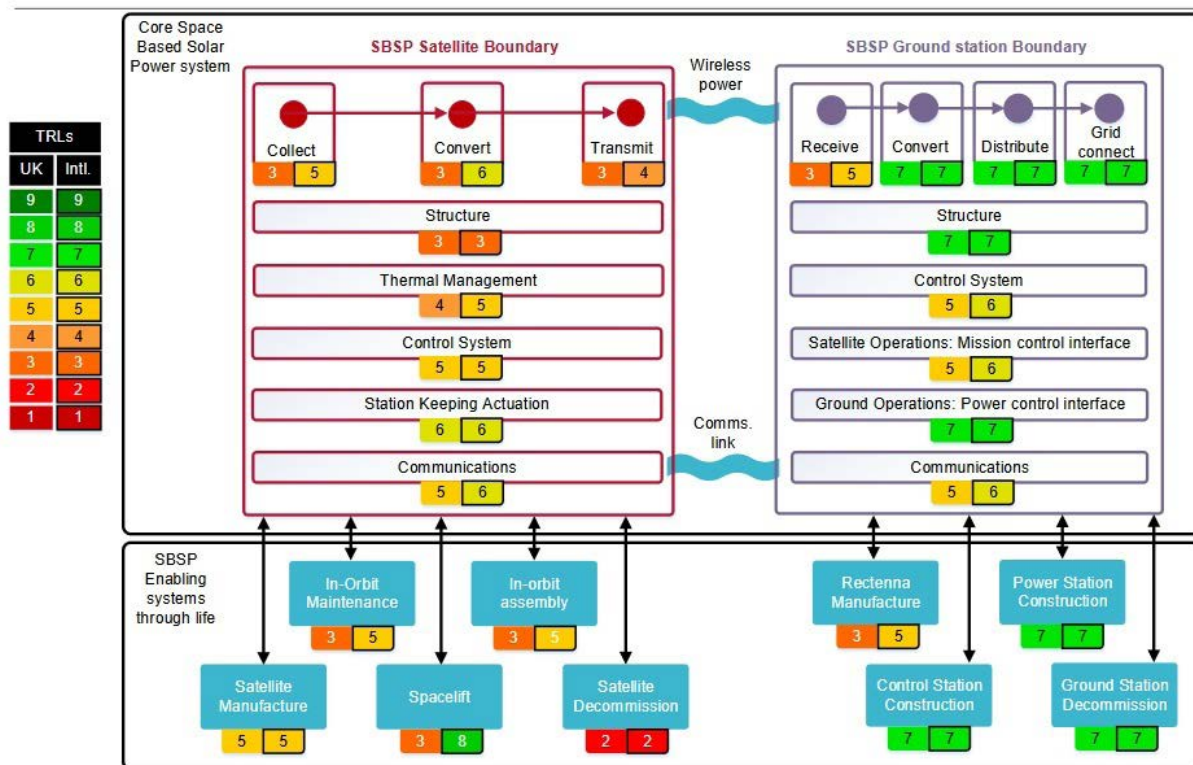 Core Space
Based Solar
Power system
SBSP Satellite Boundary
Wireless
power
SBSP Ground station Boundary
TRLs
UK Intl.
9 9
8 8
7 7
6 6
5 5
4 4
3 3
2 2
1 1
Collect
3 5
Convert
3 6
Transmit
3 4
Structure
3 3
Thermal Management
4 5
Control System
5 5
Station Keeping Actuation
6 6
Communications
5 6
Comms.
link
Receive
3 5
Convert
7 7
Distribute
7 7
Grid
connect
7 7
Structure
7 7
Control System
5 6
Satellite Operations: Mission control interface
5 6
Ground Operations: Power control interface
7 7
Communications
5 6
SBSP
Enabling
systems
through life
In-Orbit
Maintenance
3 5
In-orbit
assembly
3 5
Rectenna
Manufacture
3 5
Power Station
Construction
7 7
Satellite
Manufacture
5 5
Spacelift
3 8
Satellite
Decommission
2 2
Control Station
Construction
7 7
Ground Station
Decommission
7 7